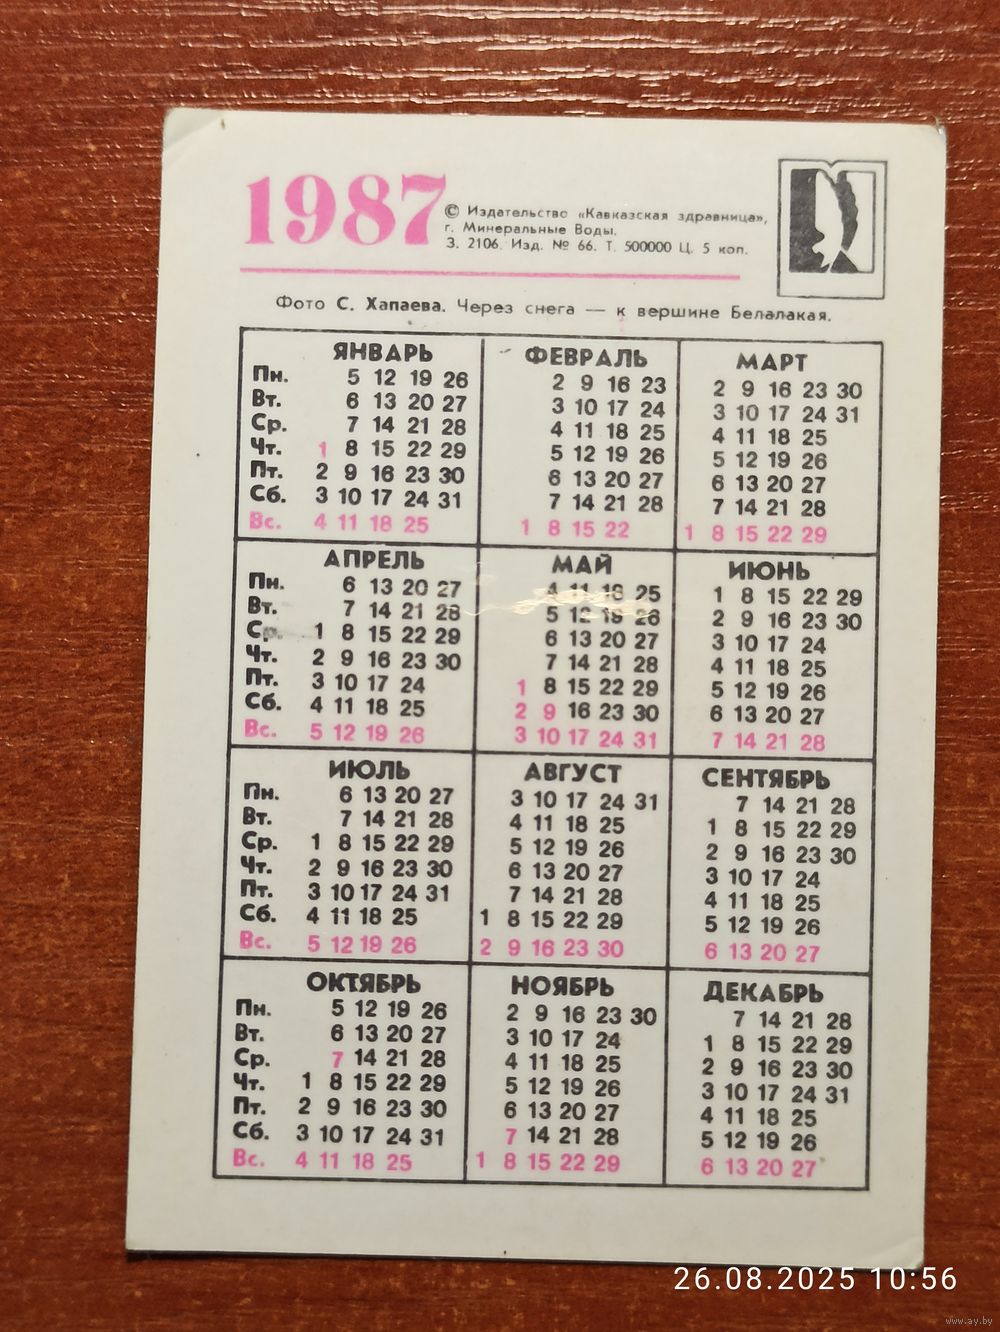 1987
© Издательство «Кавказская здравница»,
г. Минеральные Воды.
З. 2106. Изд. № 66. Т. 500000 Ц. 5 коп.
Фото С. Хапаева. Через снега — к вершине Белалакая.
ЯНВАРЬ
Пн. 5 12 19 26
Вт. 6 13 20 27
Ср. 7 14 21 28
Чт. 1 8 15 22 29
Пт. 2 9 16 23 30
Сб. 3 10 17 24 31
Вс. 4 11 18 25
ФЕВРАЛЬ
2 9 16 23
3 10 17 24
4 11 18 25
5 12 19 26
6 13 20 27
7 14 21 28
1 8 15 22
МАРТ
2 9 16 23 30
3 10 17 24 31
4 11 18 25
5 12 19 26
6 13 20 27
7 14 21 28
1 8 15 22 29
АПРЕЛЬ
Пн. 6 13 20 27
Вт. 7 14 21 28
Ср. 1 8 15 22 29
Чт. 2 9 16 23 30
Пт. 3 10 17 24
Сб. 4 11 18 25
Вс. 5 12 19 26
МАЙ
4 11 18 25
5 12 19 26
6 13 20 27
7 14 21 28
1 8 15 22 29
2 9 16 23 30
3 10 17 24 31
ИЮНЬ
1 8 15 22 29
2 9 16 23 30
3 10 17 24
4 11 18 25
5 12 19 26
6 13 20 27
7 14 21 28
ИЮЛЬ
Пн. 6 13 20 27
Вт. 7 14 21 28
Ср. 1 8 15 22 29
Чт. 2 9 16 23 30
Пт. 3 10 17 24 31
Сб. 4 11 18 25
Вс. 5 12 19 26
АВГУСТ
3 10 17 24 31
4 11 18 25
5 12 19 26
6 13 20 27
7 14 21 28
1 8 15 22 29
2 9 16 23 30
СЕНТЯБРЬ
7 14 21 28
1 8 15 22 29
2 9 16 23 30
3 10 17 24
4 11 18 25
5 12 19 26
6 13 20 27
ОКТЯБРЬ
Пн. 5 12 19 26
Вт. 6 13 20 27
Ср. 7 14 21 28
Чт. 1 8 15 22 29
Пт. 2 9 16 23 30
Сб. 3 10 17 24 31
Вс. 4 11 18 25
НОЯБРЬ
2 9 16 23 30
3 10 17 24
4 11 18 25
5 12 19 26
6 13 20 27
7 14 21 28
1 8 15 22 29
ДЕКАБРЬ
7 14 21 28
1 8 15 22 29
2 9 16 23 30
3 10 17 24 31
4 11 18 25
5 12 19 26
6 13 20 27
26.08.2025 10:56
www.ay.by